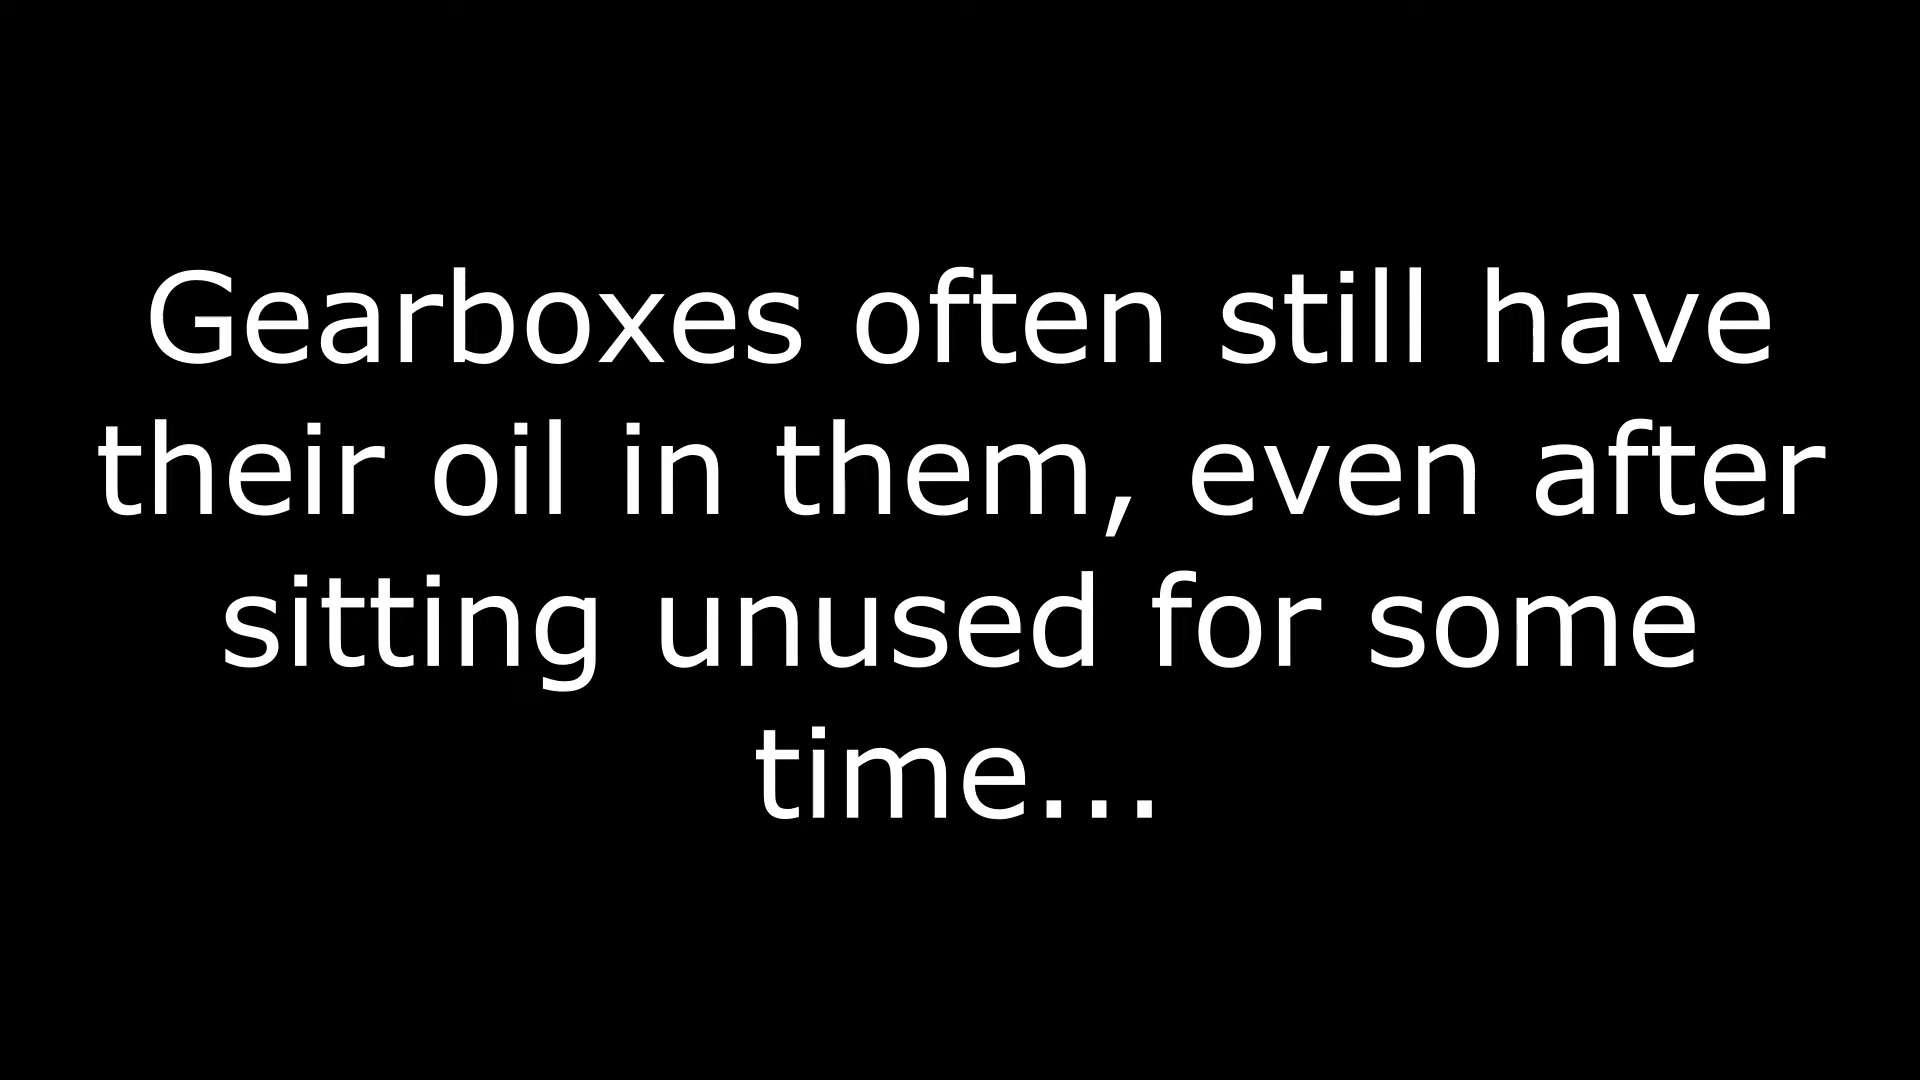 Gearboxes often still have
their oil in them, even after
sitting unused for some
time...